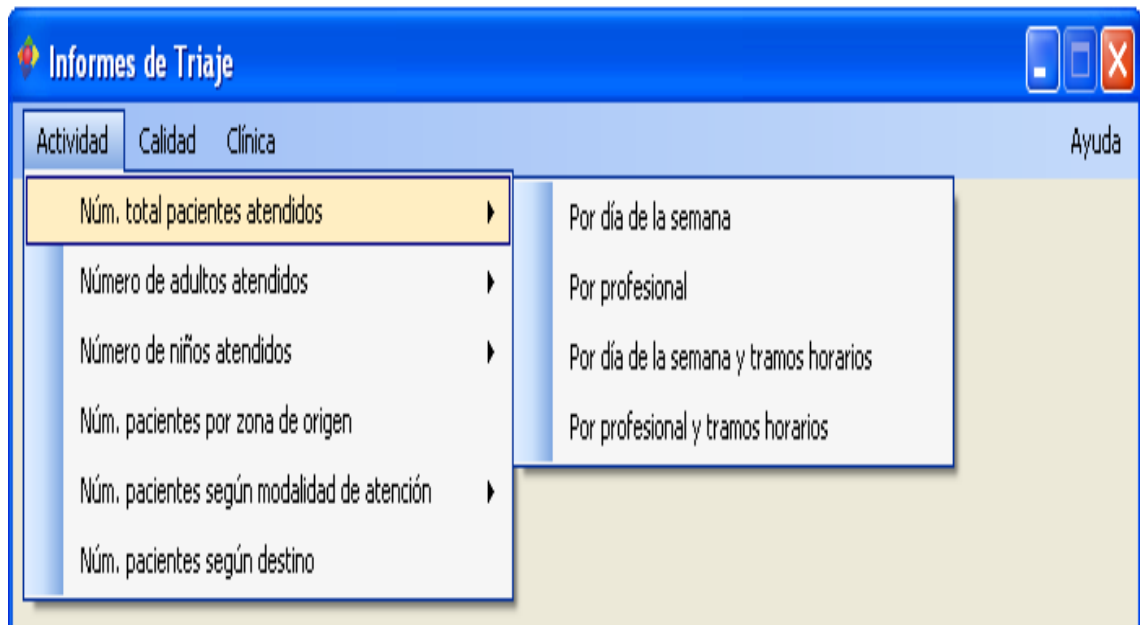 Informes de Triaje
Actividad Calidad Clínica Ayuda
Núm. total pacientes atendidos
Número de adultos atendidos
Número de niños atendidos
Núm. pacientes por zona de origen
Núm. pacientes según modalidad de atención
Núm. pacientes según destino
Por día de la semana
Por profesional
Por día de la semana y tramos horarios
Por profesional y tramos horarios